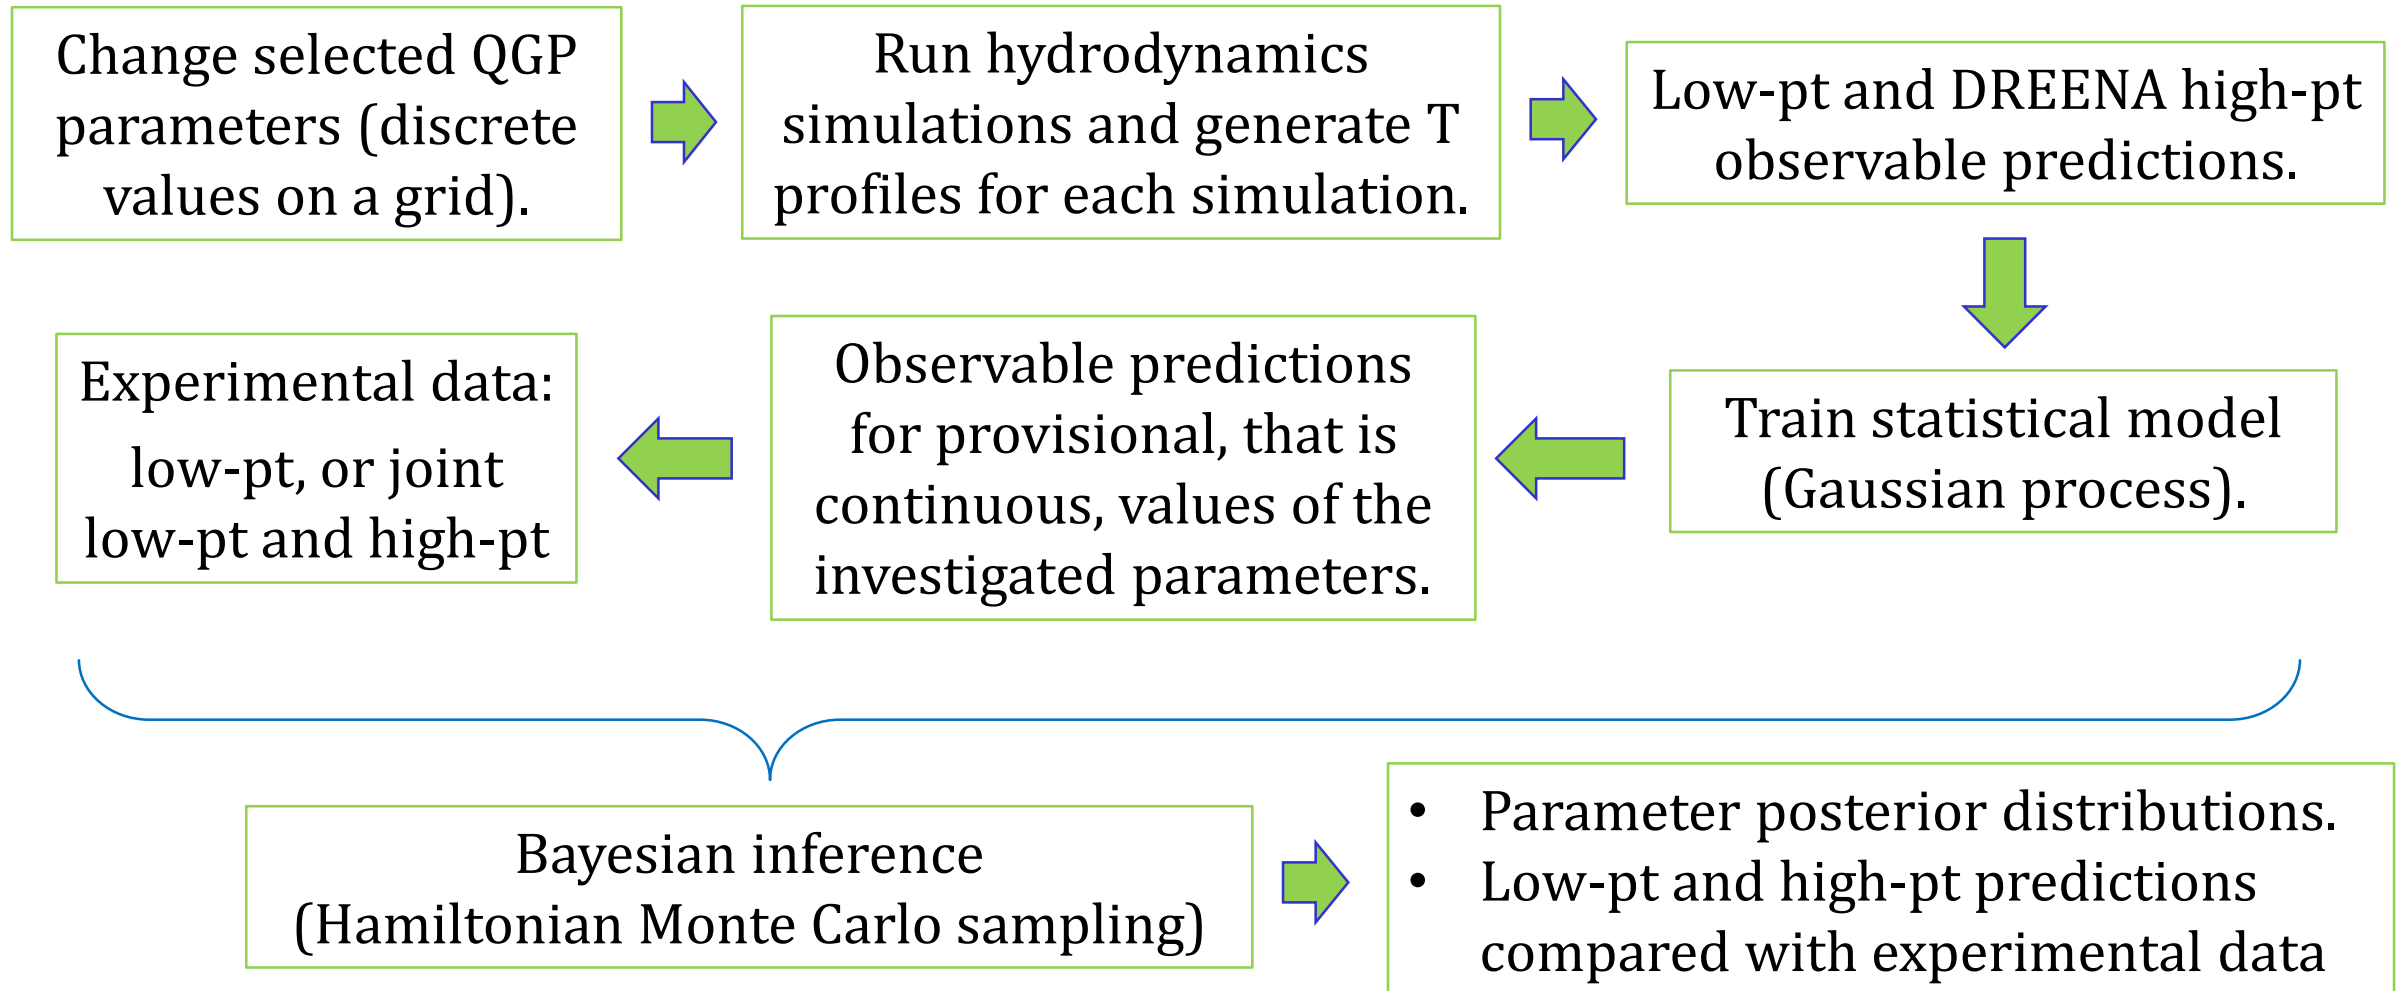 Change selected QGP
parameters (discrete
values on a grid).
Run hydrodynamics
simulations and generate T
profiles for each simulation.
Low-pt and DREENA high-pt
observable predictions.
Train statistical model
(Gaussian process).
Observable predictions
for provisional, that is
continuous, values of the
investigated parameters.
Experimental data:
low-pt, or joint
low-pt and high-pt
Bayesian inference
(Hamiltonian Monte Carlo sampling)
• Parameter posterior distributions.
• Low-pt and high-pt predictions
compared with experimental data